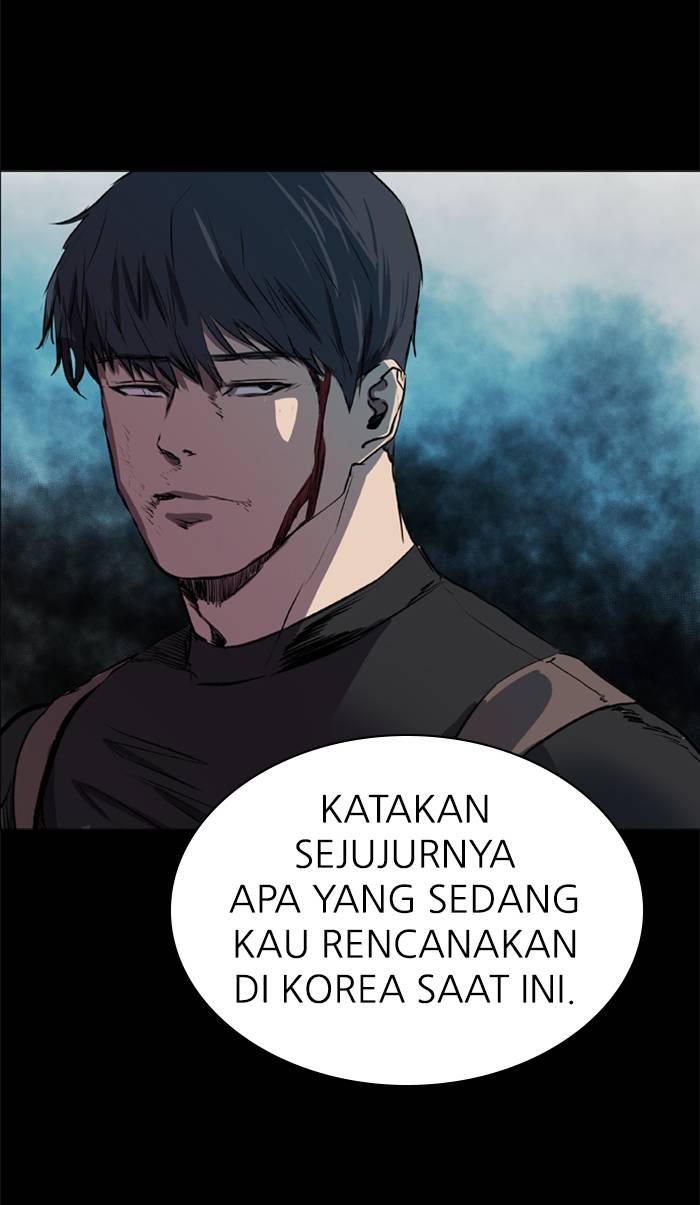 KATAKAN
SEJUJURNYA
APA YANG SEDANG
KAU RENCANAKAN
DI KOREA SAAT INI.